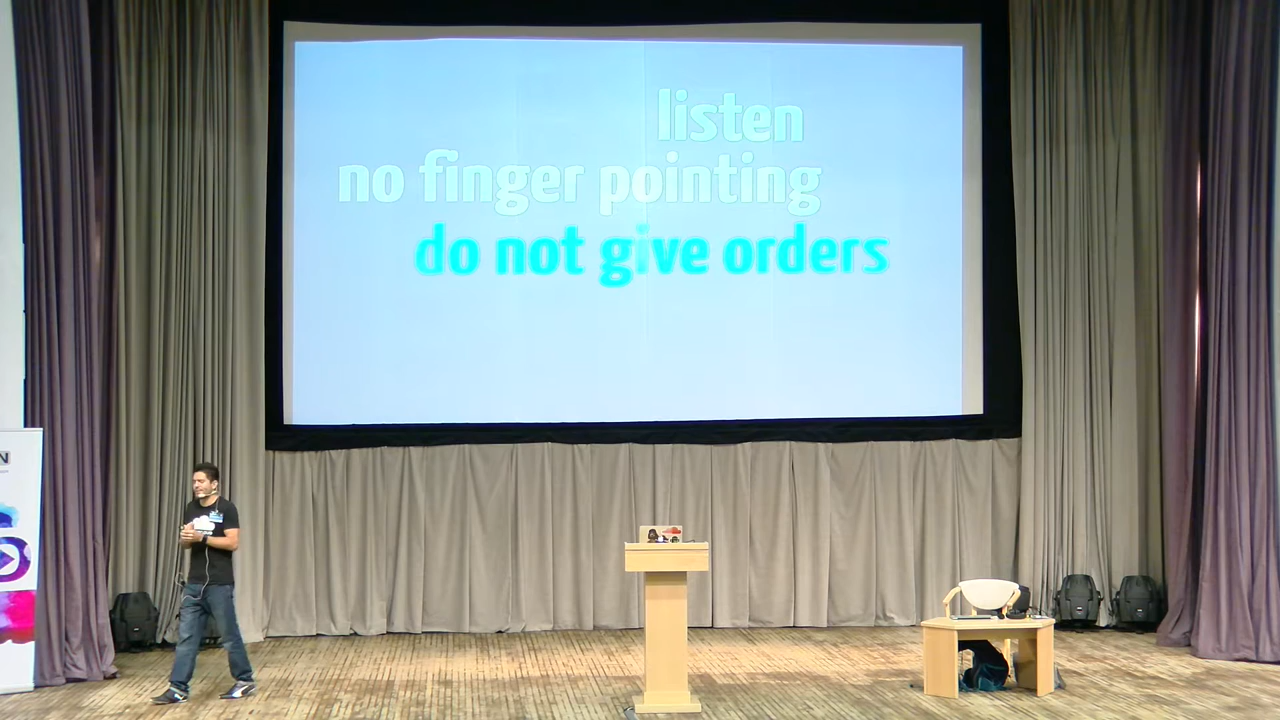 listen
no finger pointing
do not give orders
N